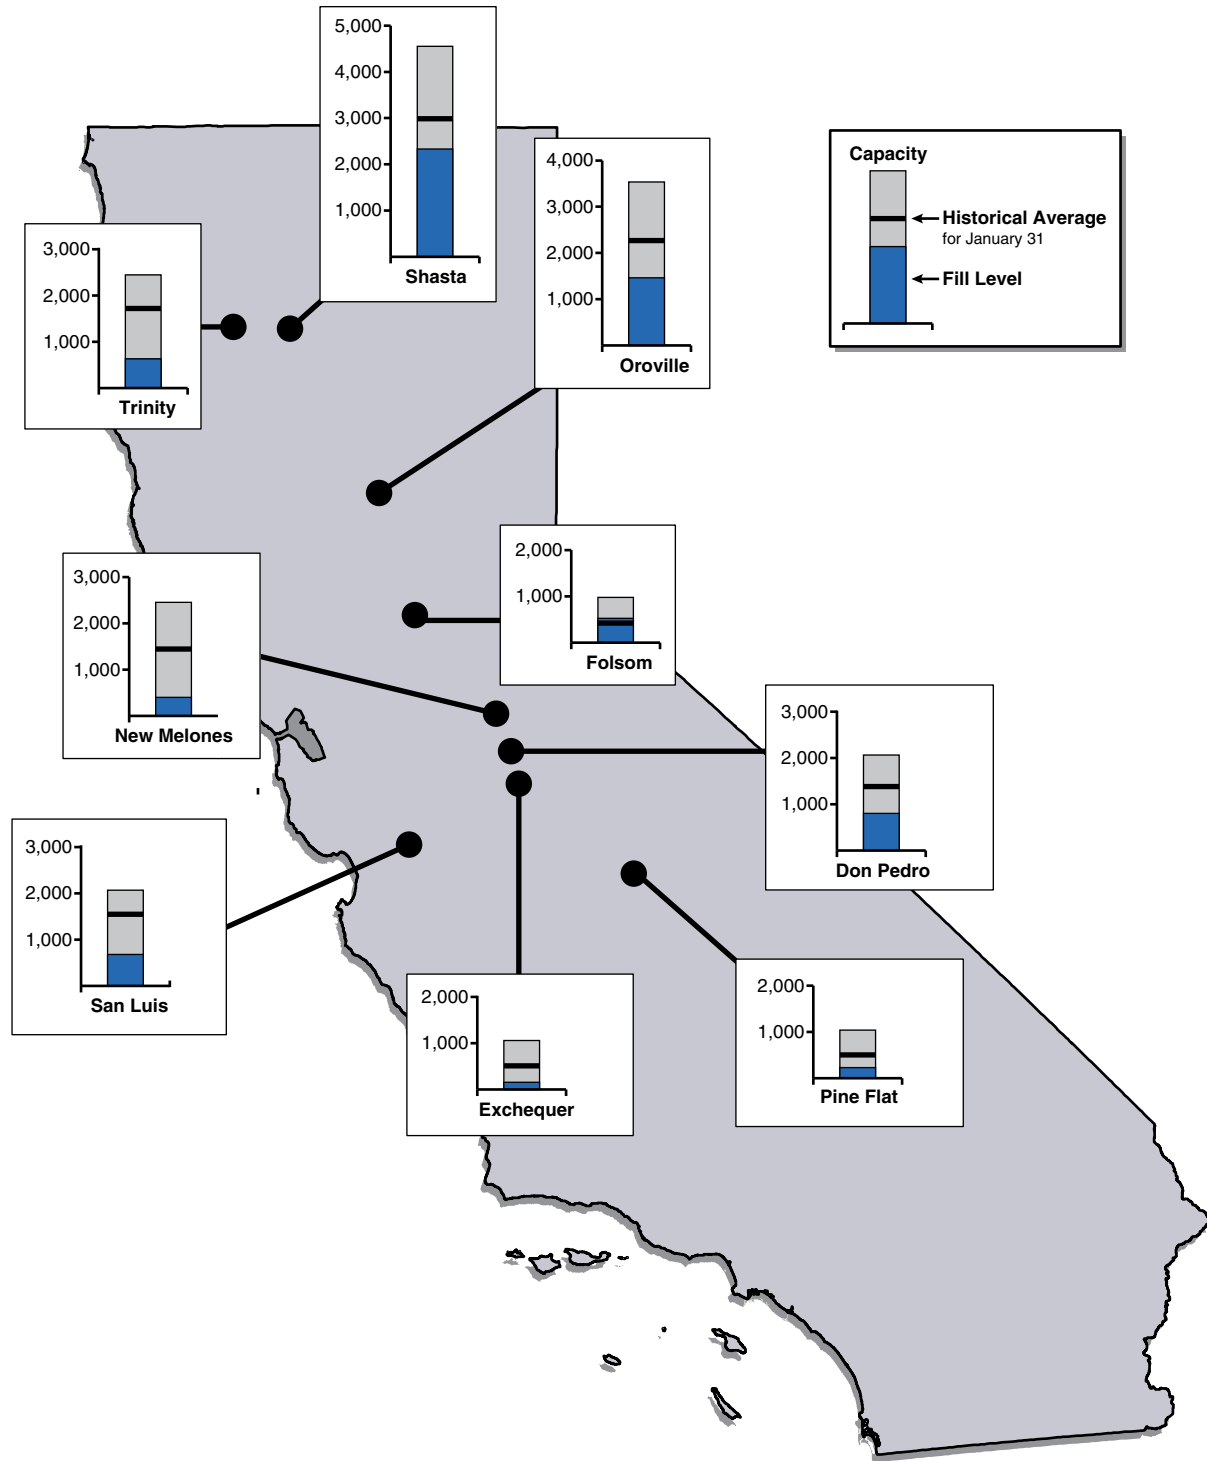 5,000
4,000
3,000
2,000
1,000
Shasta
4,000
3,000
2,000
1,000
Oroville
Capacity
Historical Average
for January 31
Fill Level
3,000
2,000
1,000
Trinity
2,000
1,000
Folsom
3,000
2,000
1,000
New Melones
3,000
2,000
1,000
Don Pedro
3,000
2,000
1,000
San Luis
2,000
1,000
Exchequer
2,000
1,000
Pine Flat